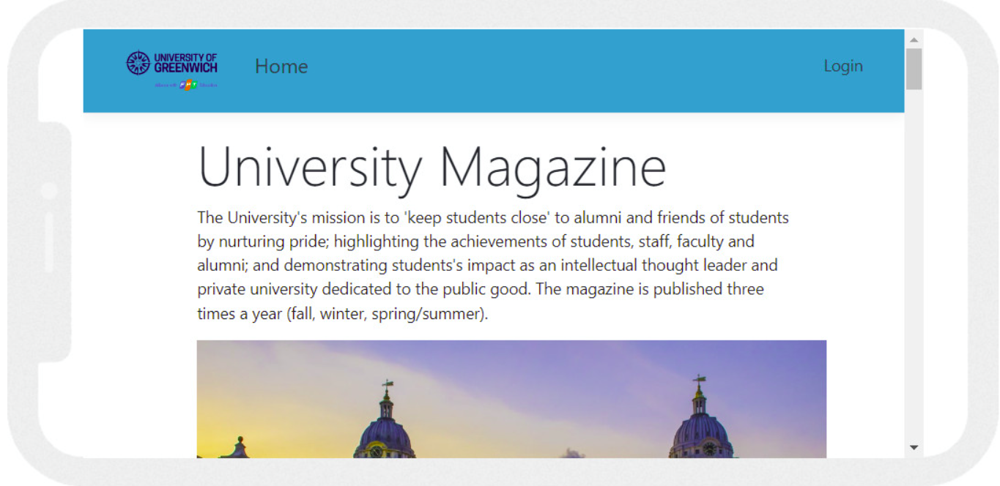 UNIVERSITY OF
GREENWICH
Home
Login
University Magazine
The University's mission is to 'keep students close' to alumni and friends of students
by nurturing pride; highlighting the achievements of students, staff, faculty and
alumni; and demonstrating students's impact as an intellectual thought leader and
private university dedicated to the public good. The magazine is published three
times a year (fall, winter, spring/summer).